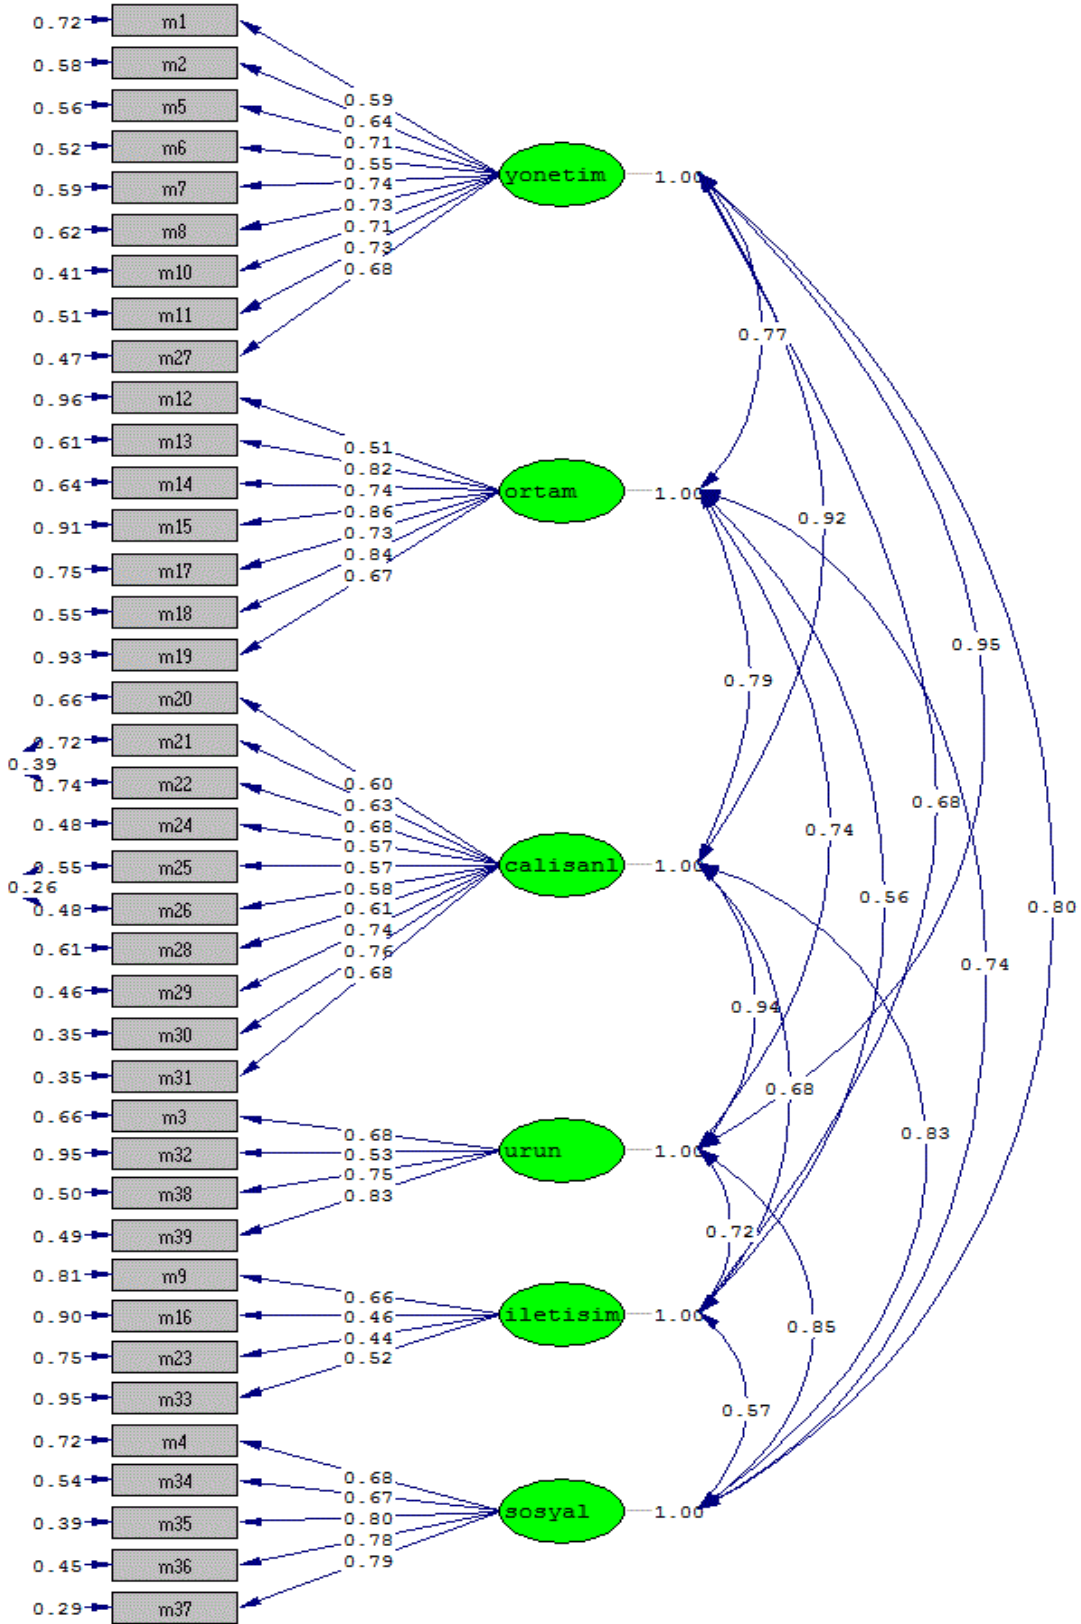 0.72 m1
0.58 m2
0.56 m5
0.52 m6
0.59 m7
0.62 m8
0.41 m10
0.51 m11
0.47 m27
0.59
0.64
0.71
0.55
0.74
0.73
0.71
0.73
0.68
yonetim 1.00
0.96 m12
0.61 m13
0.64 m14
0.91 m15
0.75 m17
0.55 m18
0.93 m19
0.51
0.82
0.74
0.86
0.73
0.84
0.67
ortam 1.00
0.66 m20
0.72 m21
0.39
0.74 m22
0.48 m24
0.55 m25
0.26
0.48 m26
0.61 m28
0.46 m29
0.35 m30
0.35 m31
0.60
0.63
0.68
0.57
0.57
0.58
0.61
0.74
0.76
0.68
calisanl 1.00
0.66 m3
0.95 m32
0.50 m38
0.49 m39
0.68
0.53
0.75
0.83
urun 1.00
0.81 m9
0.90 m16
0.75 m23
0.95 m33
0.66
0.46
0.44
0.52
iletisim 1.00
0.72 m4
0.54 m34
0.39 m35
0.45 m36
0.29 m37
0.68
0.67
0.80
0.78
0.79
sosyal 1.00
0.77
0.92
0.95
0.79
0.68
0.74
0.56
0.80
0.74
0.94
0.68
0.83
0.72
0.85
0.57